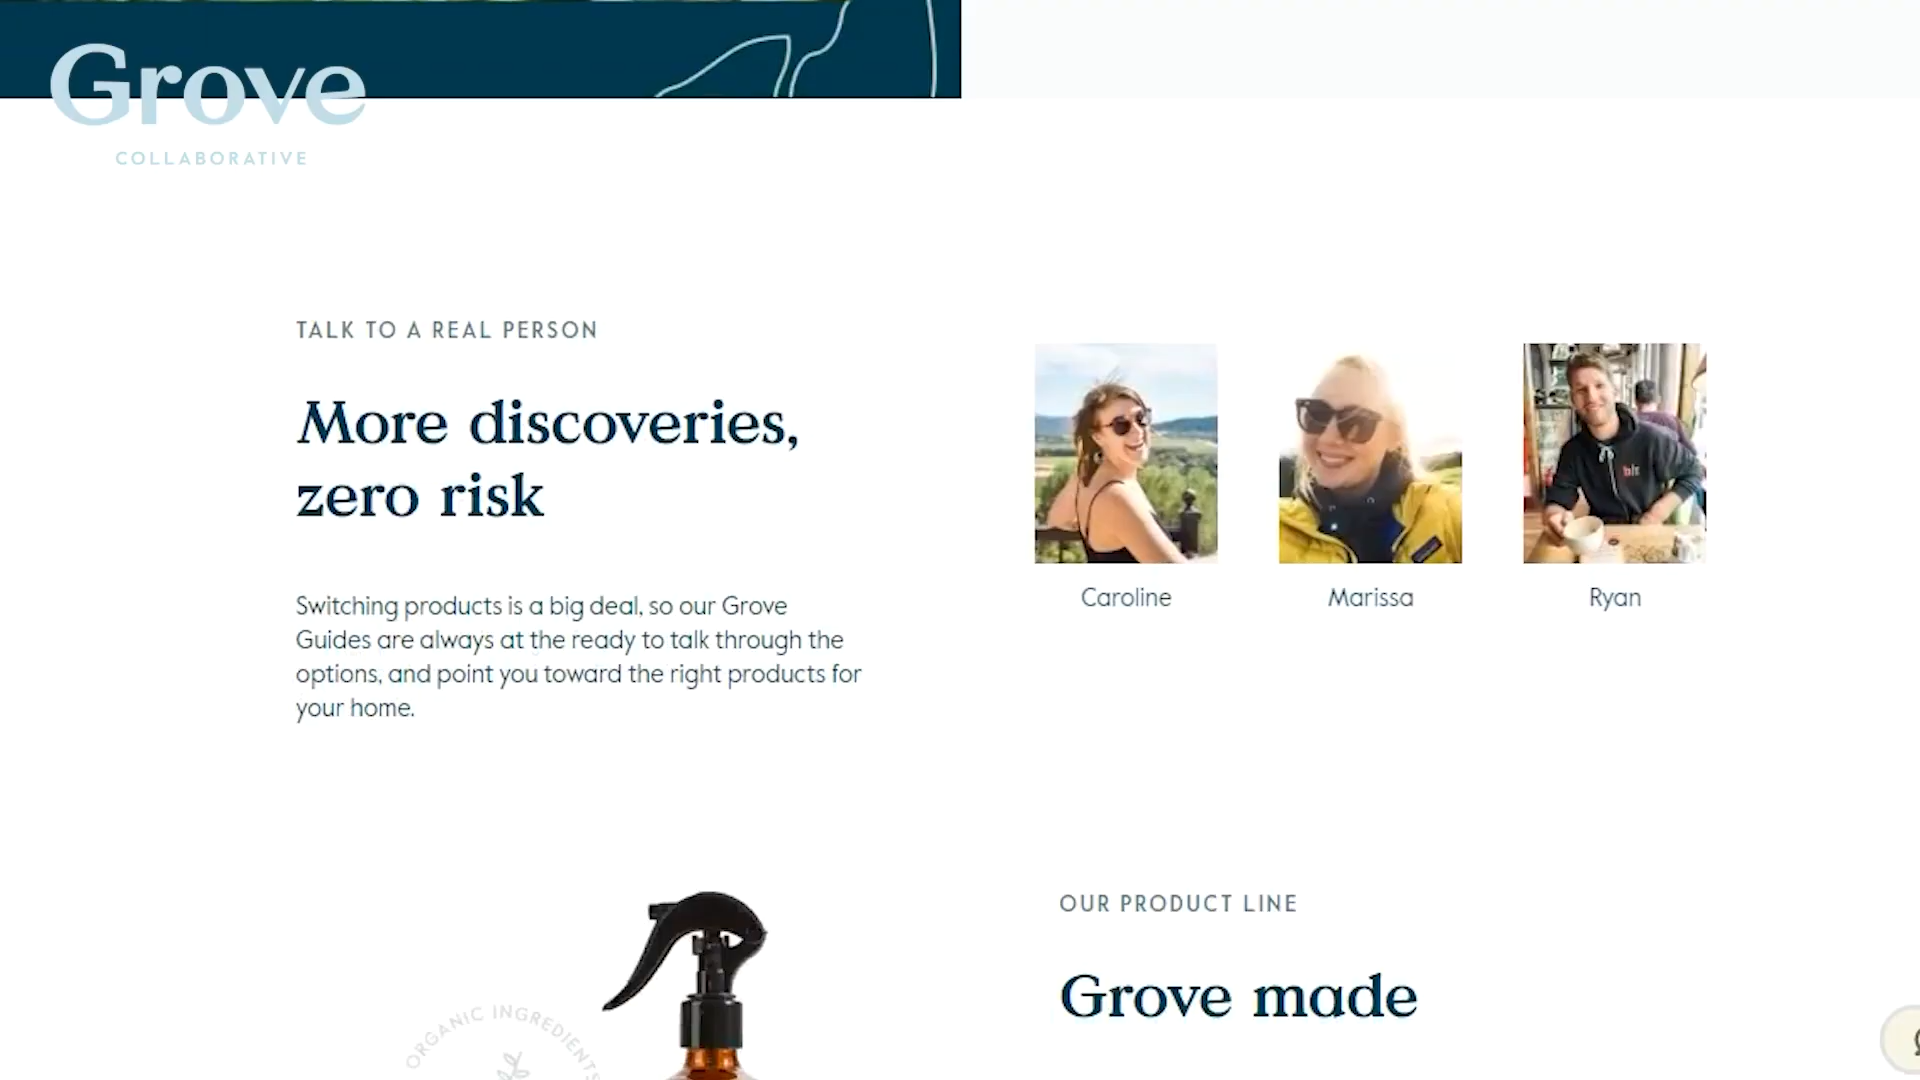 Grove
COLLABORATIVE
TALK TO A REAL PERSON
More discoveries,
zero risk
Switching products is a big deal, so our Grove
Guides are always at the ready to talk through the
options, and point you toward the right products for
your home.
Caroline
Marissa
Ryan
OUR PRODUCT LINE
Grove made
ORGANIC INGREDIENTS